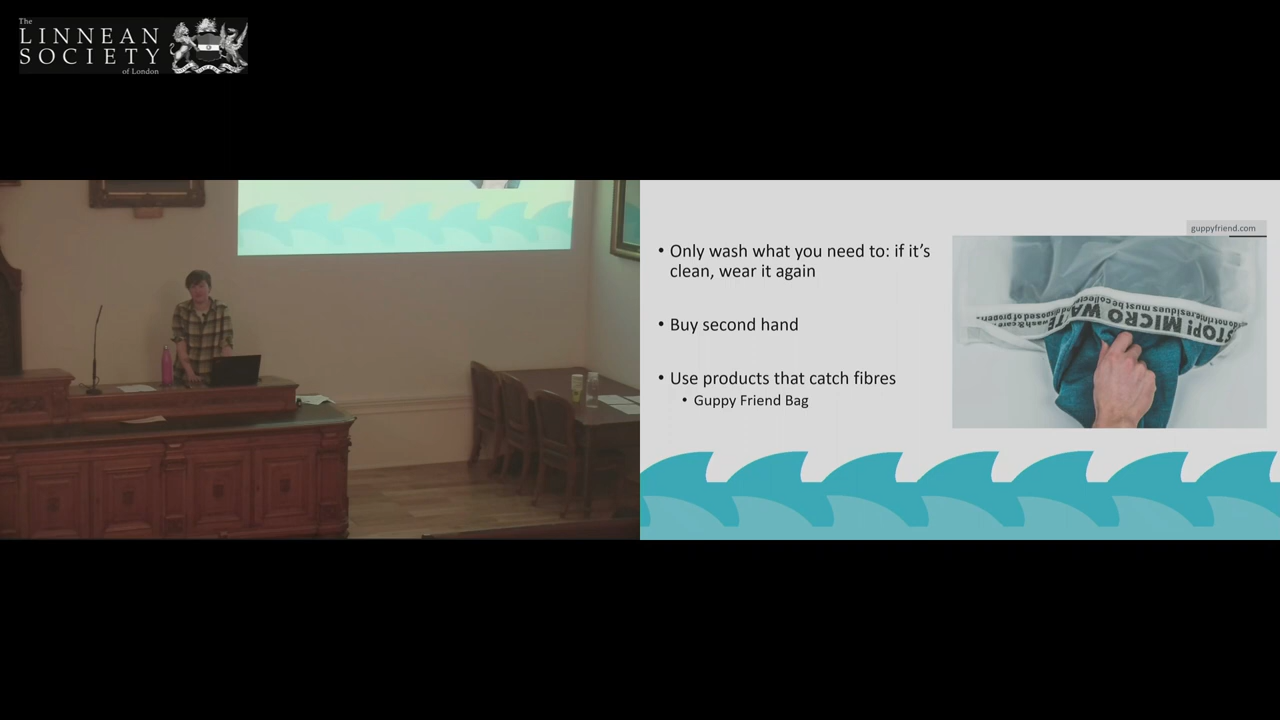 The
LINNEAN
SOCIETY
of London
guppyfriend.com
• Only wash what you need to: if it’s
clean, wear it again
• Buy second hand
• Use products that catch fibres
• Guppy Friend Bag
STOP! MICRO WA